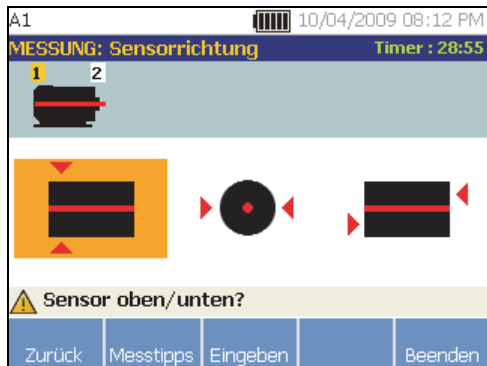 A1 10/04/2009 08:12 PM
MESSUNG: Sensorrichtung Timer : 28:55
1 2
Sensor oben/unten?
Zurück Messtipps Eingeben Beenden